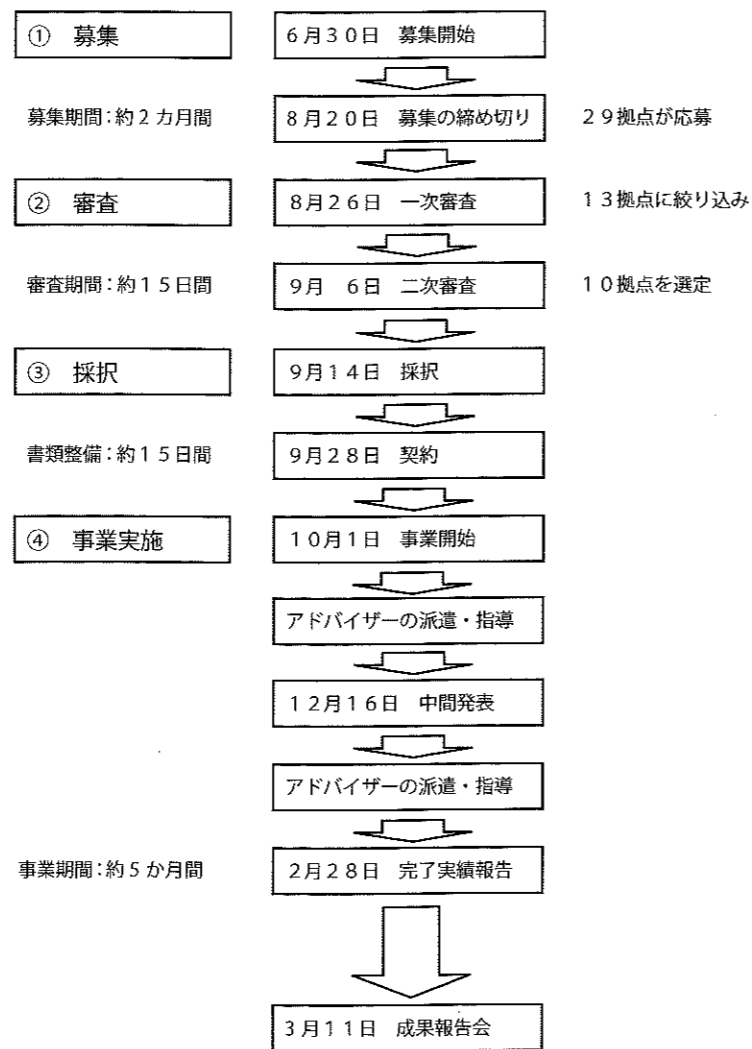 ① 募集
6月30日 募集開始
募集期間：約2カ月間
8月20日 募集の締め切り
29拠点が応募
② 審査
8月26日 一次審査
13拠点に絞り込み
審査期間：約15日間
9月 6日 二次審査
10拠点を選定
③ 採択
9月14日 採択
書類整備：約15日間
9月28日 契約
④ 事業実施
10月1日 事業開始
アドバイザーの派遣・指導
12月16日 中間発表
アドバイザーの派遣・指導
事業期間：約5か月間
2月28日 完了実績報告
3月11日 成果報告会